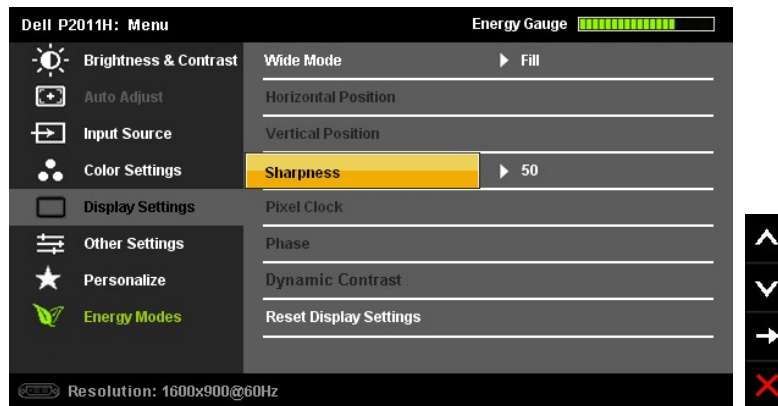 Dell P2011H: Menu Energy Gauge
Brightness & Contrast Wide Mode Fill
Auto Adjust Horizontal Position
Input Source Vertical Position
Color Settings Sharpness 50
Display Settings Pixel Clock
Other Settings Phase
Personalize Dynamic Contrast
Energy Modes Reset Display Settings
Resolution: 1600x900@60Hz